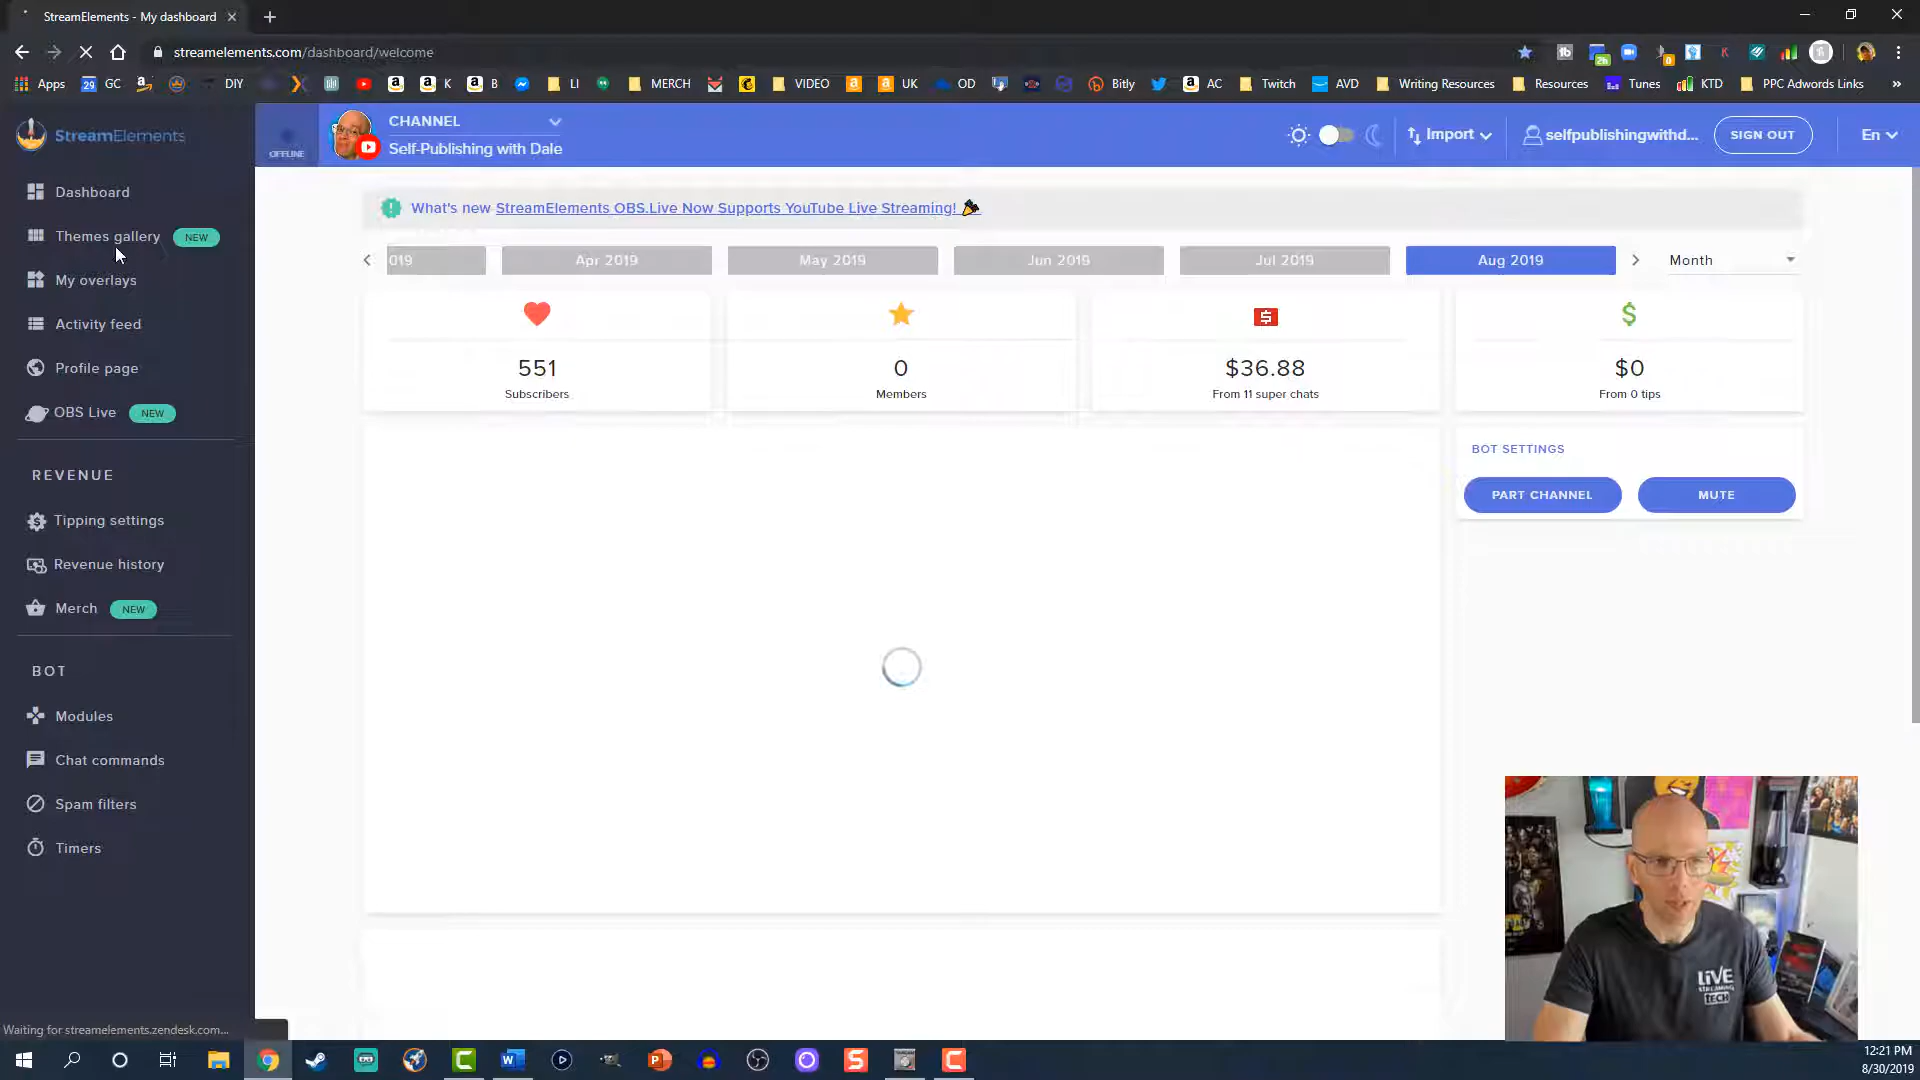 StreamElements - My dashboard
streamelements.com/dashboard/welcome
Apps
29
GC
DIY
K
B
LI
MERCH
VIDEO
UK
OD
Bitly
AC
Twitch
AVD
Writing Resources
Resources
Tunes
KTD
PPC Adwords Links
»
StreamElements
OFFLINE
CHANNEL
Self-Publishing with Dale
Import
selfpublishingwithd...
SIGN OUT
En
Dashboard
Themes gallery NEW
My overlays
Activity feed
Profile page
OBS Live NEW
REVENUE
Tipping settings
Revenue history
Merch NEW
BOT
Modules
Chat commands
Spam filters
Timers
What's new StreamElements OBS.Live Now Supports YouTube Live Streaming!
019
Apr 2019
May 2019
Jun 2019
Jul 2019
Aug 2019
Month
551
Subscribers
0
Members
$36.88
From 11 super chats
$0
From 0 tips
BOT SETTINGS
PART CHANNEL
MUTE
LIVE
STREAMING
TECH
Waiting for streamelements.zendesk.com...
12:21 PM
8/30/2019